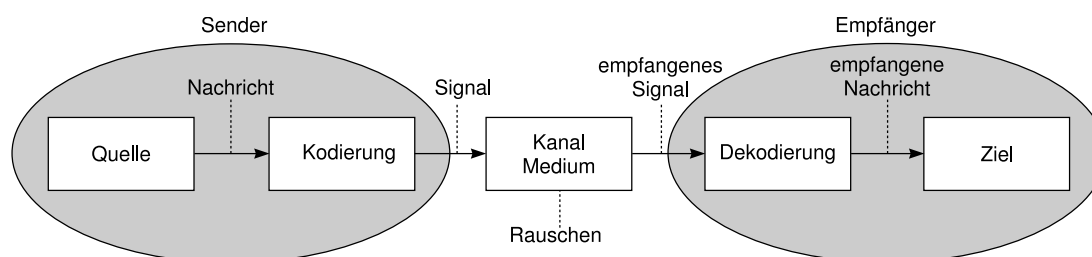 Sender
Empfänger
Nachricht
Signal
empfangenes
Signal
empfangene
Nachricht
Quelle
Kodierung
Kanal
Medium
Dekodierung
Ziel
Rauschen